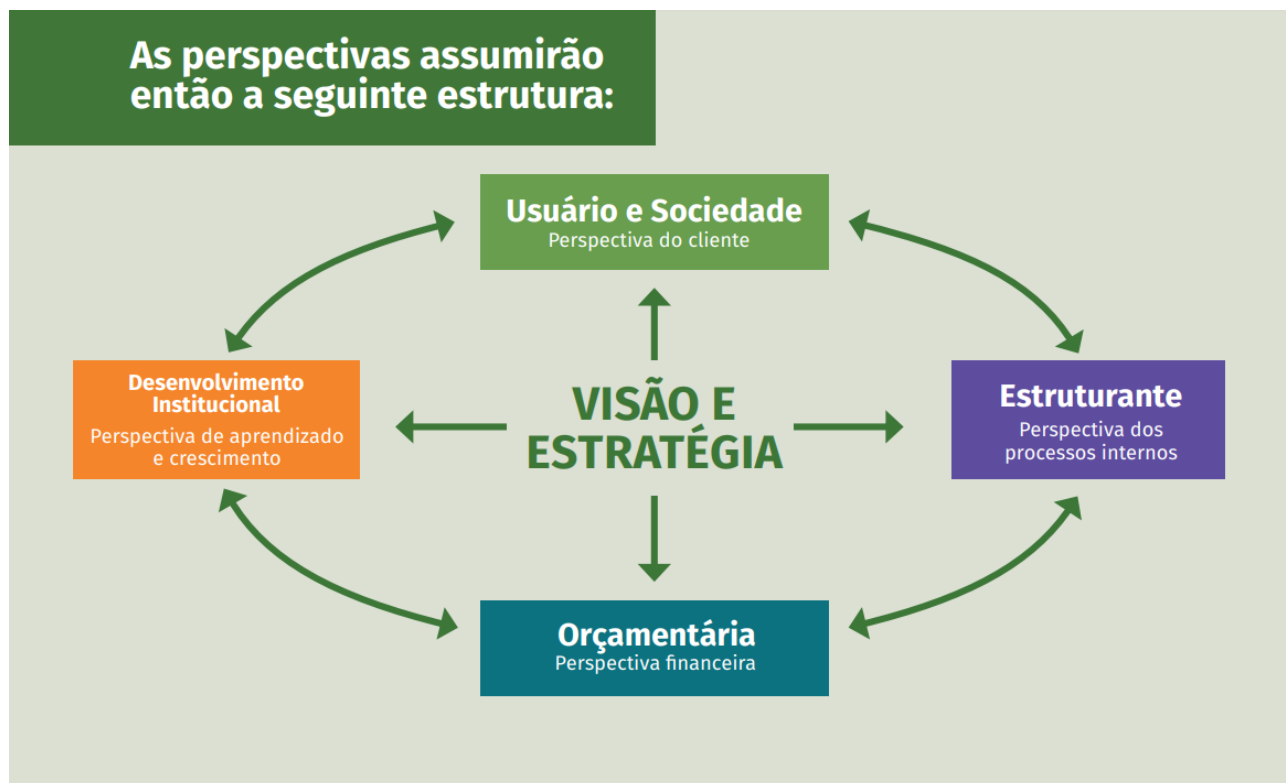 As perspectivas assumirão
então a seguinte estrutura:
Usuário e Sociedade
Perspectiva do cliente
Desenvolvimento
Institucional
Perspectiva de aprendizado
e crescimento
VISÃO E
ESTRATÉGIA
Estruturante
Perspectiva dos
processos internos
Orçamentária
Perspectiva financeira